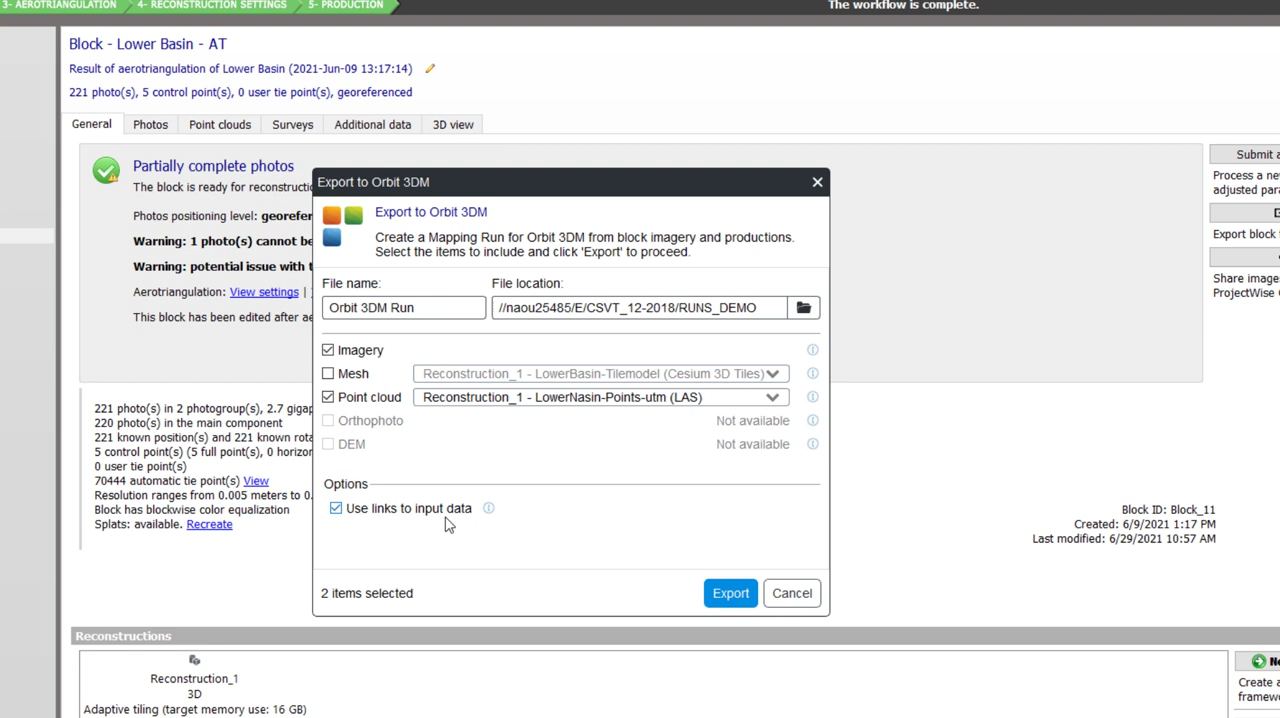 3- AEROTRIANGULATION
4- RECONSTRUCTION SETTINGS
5- PRODUCTION
The workflow is complete.
Block - Lower Basin - AT
Result of aerotriangulation of Lower Basin (2021-Jun-09 13:17:14)
221 photo(s), 5 control point(s), 0 user tie point(s), georeferenced
General
Photos
Point clouds
Surveys
Additional data
3D view
Partially complete photos
The block is ready for
Photos positioning level:
Warning: 1 photo(s) cannot be
Warning: potential issue with
Aerotriangulation: View settings |
This block has been edited after
Submit
Process a
adjusted
Export block
Share
ProjectWise
Export to Orbit 3DM
Export to Orbit 3DM
Create a Mapping Run for Orbit 3DM from block imagery and productions.
Select the items to include and click 'Export' to proceed.
File name:
File location:
Orbit 3DM Run
//naou25485/E/CSVT_12-2018/RUNS_DEMO
Imagery
Mesh
Reconstruction_1 - LowerBasin-Tilemodel (Cesium 3D Tiles)
Point cloud
Reconstruction_1 - LowerNasin-Points-utm (LAS)
Orthophoto
Not available
DEM
Not available
Options
Use links to input data
2 items selected
Export
Cancel
221 photo(s) in 2 photogroup(s), 2.7
220 photo(s) in the main component
221 known position(s) and 221 known
5 control point(s) (5 full point(s), 0
0 user tie point(s)
70444 automatic tie point(s) View
Resolution ranges from 0.005 meters to
Block has blockwise color equalization
Splats: available. Recreate
Block ID: Block_11
Created: 6/9/2021 1:17 PM
Last modified: 6/29/2021 10:57 AM
Reconstructions
Reconstruction_1
3D
Adaptive tiling (target memory use: 16 GB)
Create a